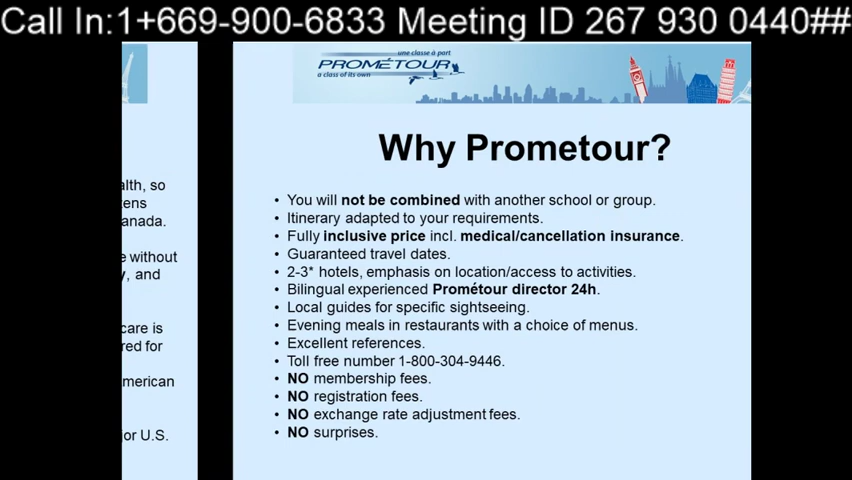 Call In:1+669-900-6833 Meeting ID 267 930 0440##
alth, so
tens
anada.
e without
y, and
care is
red for
merican
jor U.S.
une classe à part
PROMÉTOUR
a class of its own
Why Prometour?
• You will not be combined with another school or group.
• Itinerary adapted to your requirements.
• Fully inclusive price incl. medical/cancellation insurance.
• Guaranteed travel dates.
• 2-3* hotels, emphasis on location/access to activities.
• Bilingual experienced Prométour director 24h.
• Local guides for specific sightseeing.
• Evening meals in restaurants with a choice of menus.
• Excellent references.
• Toll free number 1-800-304-9446.
• NO membership fees.
• NO registration fees.
• NO exchange rate adjustment fees.
• NO surprises.